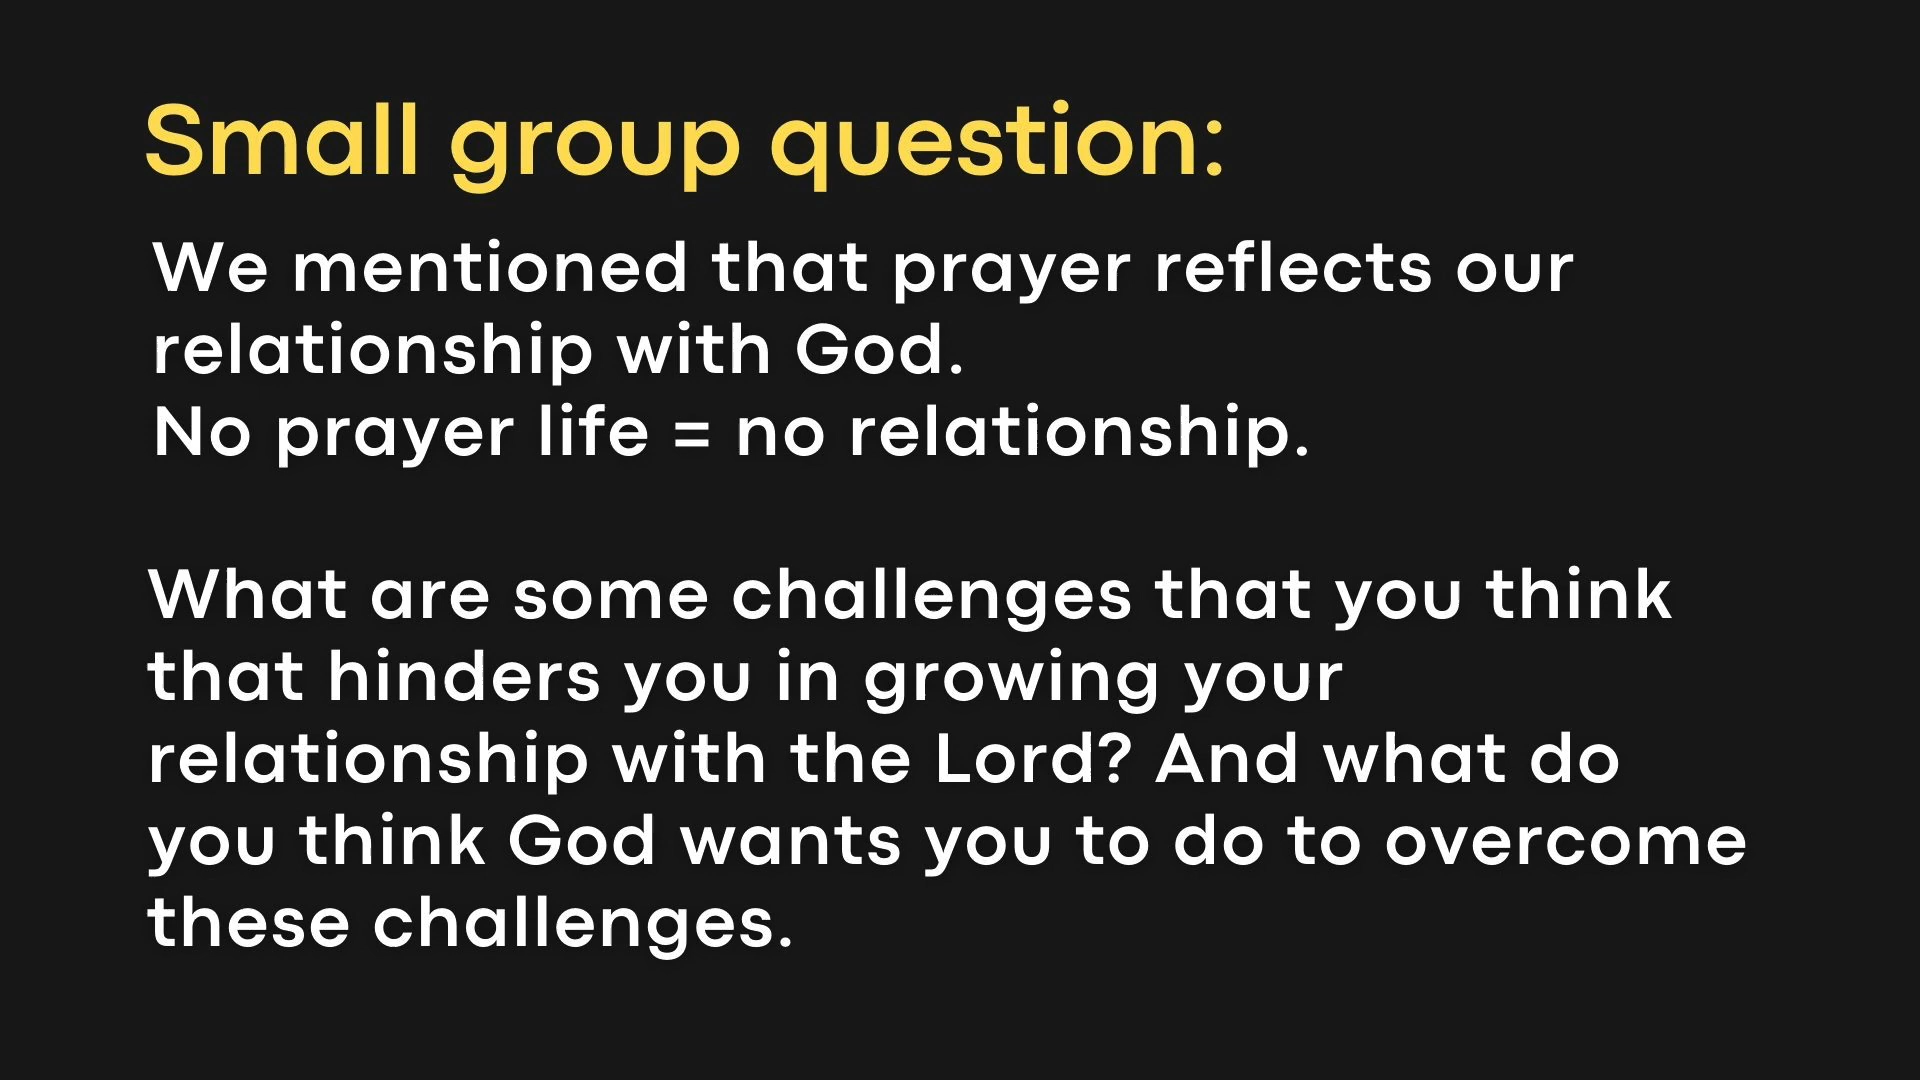 Small group question:
We mentioned that prayer reflects our
relationship with God.
No prayer life = no relationship.
What are some challenges that you think
that hinders you in growing your
relationship with the Lord? And what do
you think God wants you to do to overcome
these challenges.